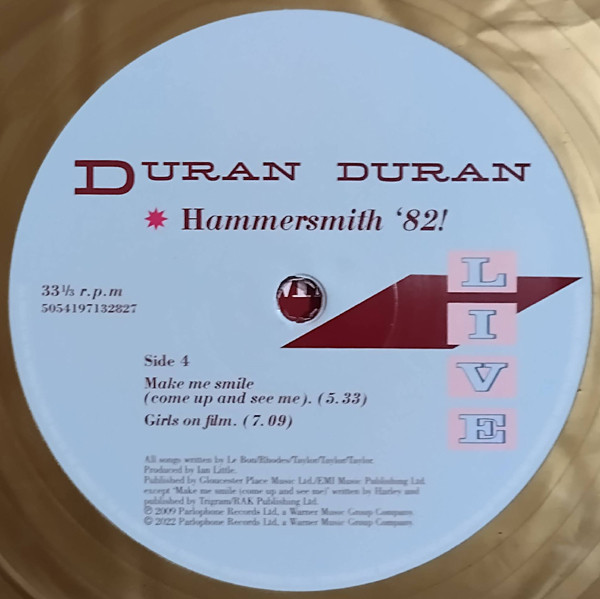 DURAN DURAN
Hammersmith ‘82!
33⅓ r.p.m
5054197132827
LIVE
Side 4
Make me smile
(come up and see me). (5.33)
Girls on film. (7.09)
All songs written by Le Bon/Rhodes/Taylor/Taylor/Taylor.
Produced by Ian Little.
Published by Gloucester Place Music Ltd./EMI Music Publishing Ltd.
except 'Make me smile (come up and see me)' written by Harley and
published by Trigram/RAK Publishing Ltd.
℗ 2009 Parlophone Records Ltd, a Warner Music Group Company
© 2022 Parlophone Records Ltd, a Warner Music Group Company